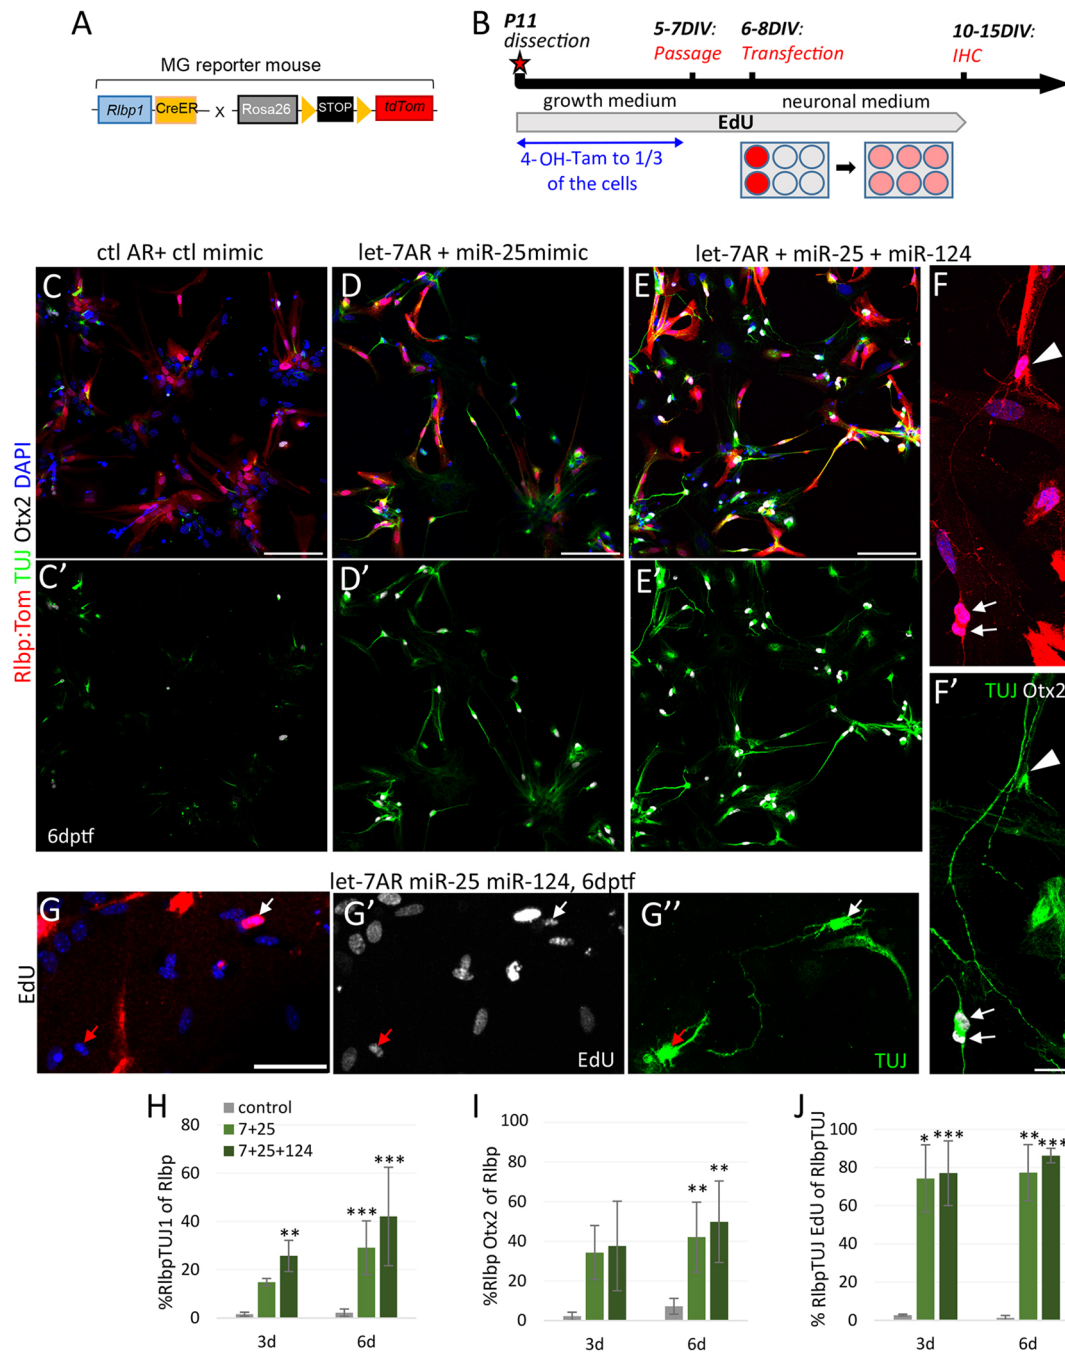 A
MG reporter mouse
Rlbp1 CreER X Rosa26 STOP tdTom
B
P11
dissection
5-7DIV:
Passage
6-8DIV:
Transfection
10-15DIV:
IHC
growth medium
neuronal medium
EdU
4-OH-Tam to 1/3
of the cells
ctl AR+ ctl mimic
let-7AR + miR-25mimic
let-7AR + miR-25 + miR-124
Rlbp:Tom TUJ Otx2 DAPI
C
D
E
F
C'
D'
E'
F'
TUJ Otx2
6dptf
let-7AR miR-25 miR-124, 6dptf
EdU
G
G'
EdU
G''
TUJ
H
control
7+25
7+25+124
%RlbpTUJ1 of Rlbp
80
60
40
20
0
** *** ***
3d 6d
I
%Rlbp Otx2 of Rlbp
100
80
60
40
20
0
** **
3d 6d
J
% RlbpTUJ EdU of RlbpTUJ
100
80
60
40
20
0
* *** ** ***
3d 6d